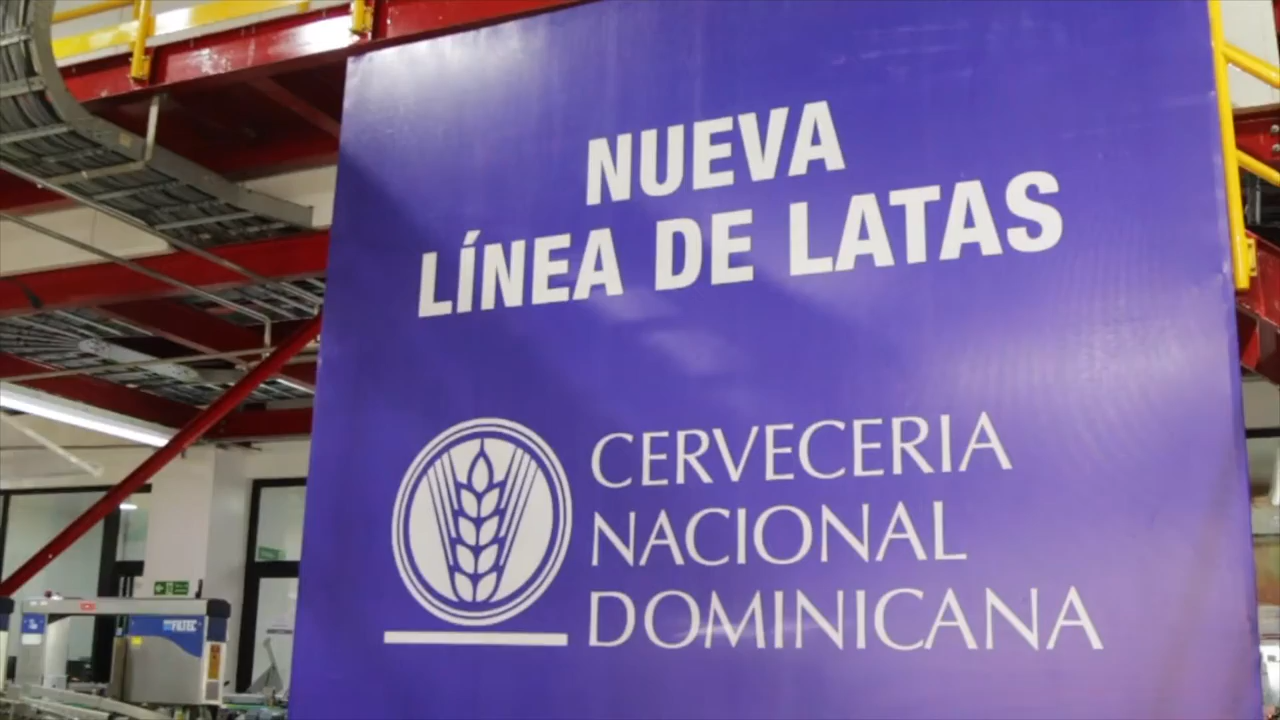 NUEVA
LÍNEA DE LATAS
CERVECERIA
NACIONAL
DOMINICANA
FILTEC